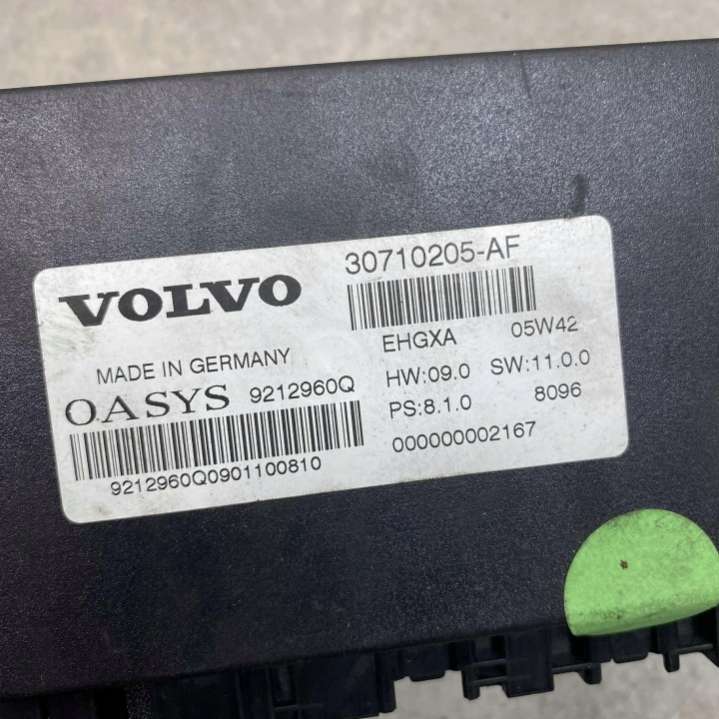 VOLVO
30710205-AF
EHGXA 05W42
MADE IN GERMANY
HW:09.0 SW:11.0.0
OASYS 9212960Q
PS:8.1.0 8096
000000002167
9212960Q0901100810